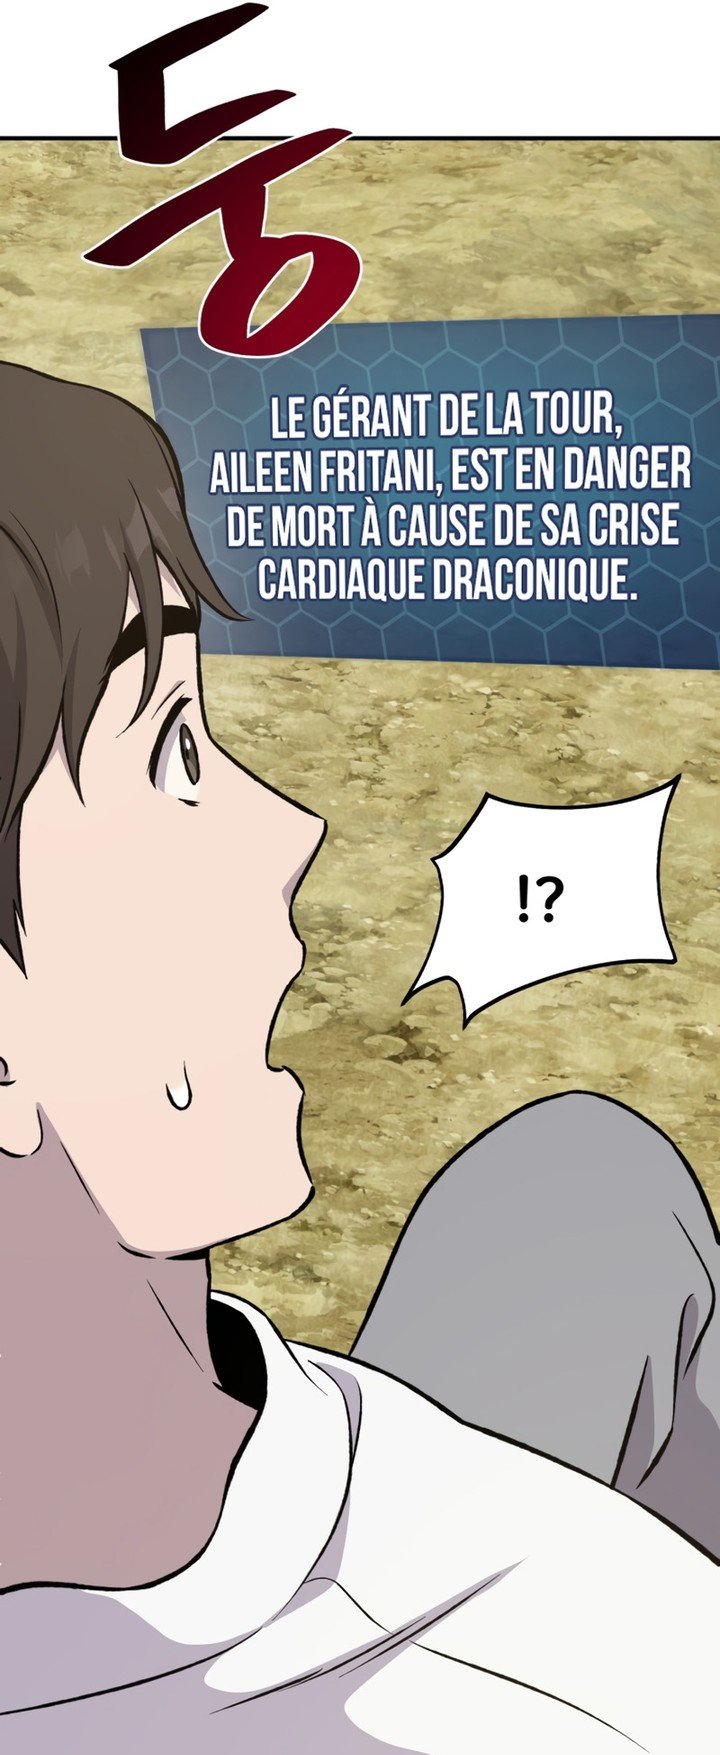 둥
LE GÉRANT DE LA TOUR,
AILEEN FRITANI, EST EN DANGER
DE MORT À CAUSE DE SA CRISE
CARDIAQUE DRACONIQUE.
!?